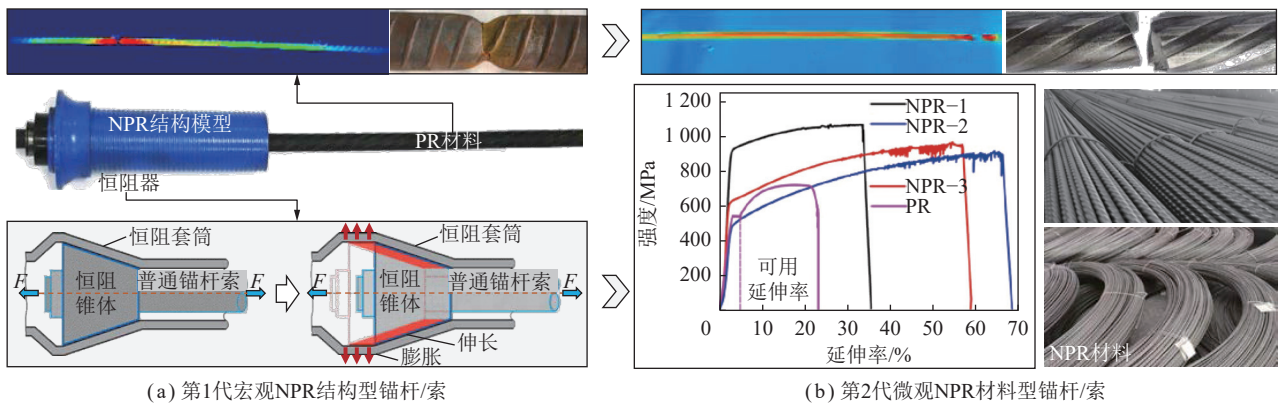 NPR结构模型
PR材料
恒阻器
恒阻套筒
恒阻
锥体
普通锚杆索
F
F
恒阻套筒
恒阻
锥体
普通锚杆索
F
F
伸长
膨胀
(a) 第1代宏观NPR结构型锚杆/索
强度/MPa
1 200
1 000
800
600
400
200
0
NPR−1
NPR−2
NPR−3
PR
可用
延伸率
0 10 20 30 40 50 60 70
延伸率/%
NPR材料
(b) 第2代微观NPR材料型锚杆/索